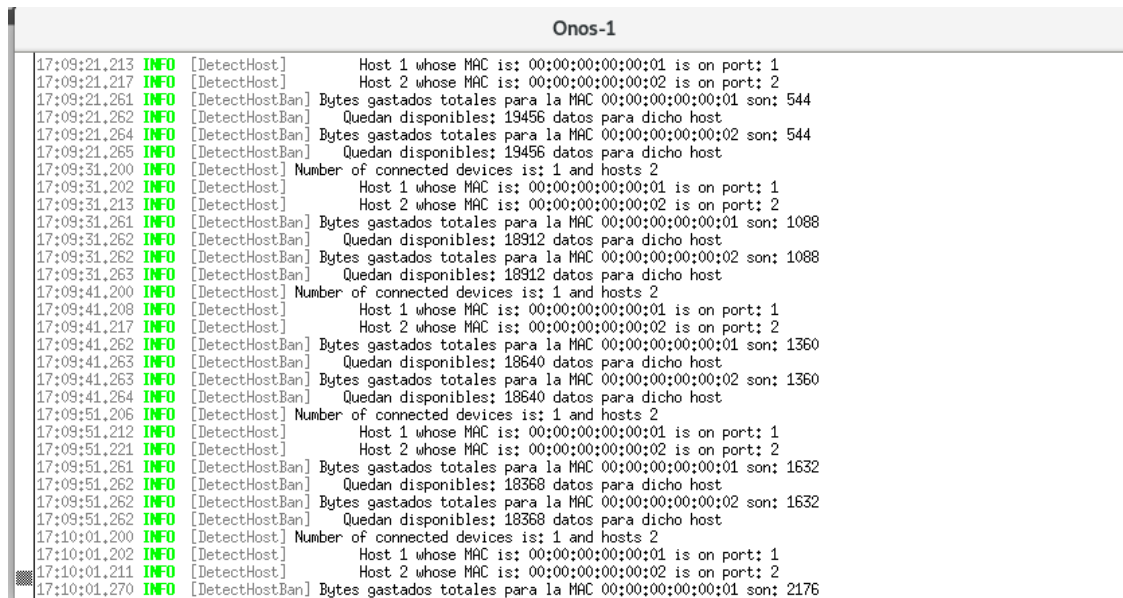 Onos-1
17:09:21.213 INFO [DetectHost] Host 1 whose MAC is: 00:00:00:00:00:01 is on port: 1
17:09:21.217 INFO [DetectHost] Host 2 whose MAC is: 00:00:00:00:00:02 is on port: 2
17:09:21.261 INFO [DetectHostBan] Bytes gastados totales para la MAC 00:00:00:00:00:01 son: 544
17:09:21.262 INFO [DetectHostBan] Quedan disponibles: 19456 datos para dicho host
17:09:21.264 INFO [DetectHostBan] Bytes gastados totales para la MAC 00:00:00:00:00:02 son: 544
17:09:21.265 INFO [DetectHostBan] Quedan disponibles: 19456 datos para dicho host
17:09:31.200 INFO [DetectHost] Number of connected devices is: 1 and hosts 2
17:09:31.202 INFO [DetectHost] Host 1 whose MAC is: 00:00:00:00:00:01 is on port: 1
17:09:31.213 INFO [DetectHost] Host 2 whose MAC is: 00:00:00:00:00:02 is on port: 2
17:09:31.261 INFO [DetectHostBan] Bytes gastados totales para la MAC 00:00:00:00:00:01 son: 1088
17:09:31.262 INFO [DetectHostBan] Quedan disponibles: 18912 datos para dicho host
17:09:31.262 INFO [DetectHostBan] Bytes gastados totales para la MAC 00:00:00:00:00:02 son: 1088
17:09:31.263 INFO [DetectHostBan] Quedan disponibles: 18912 datos para dicho host
17:09:41.200 INFO [DetectHost] Number of connected devices is: 1 and hosts 2
17:09:41.208 INFO [DetectHost] Host 1 whose MAC is: 00:00:00:00:00:01 is on port: 1
17:09:41.217 INFO [DetectHost] Host 2 whose MAC is: 00:00:00:00:00:02 is on port: 2
17:09:41.262 INFO [DetectHostBan] Bytes gastados totales para la MAC 00:00:00:00:00:01 son: 1360
17:09:41.263 INFO [DetectHostBan] Quedan disponibles: 18640 datos para dicho host
17:09:41.263 INFO [DetectHostBan] Bytes gastados totales para la MAC 00:00:00:00:00:02 son: 1360
17:09:41.264 INFO [DetectHostBan] Quedan disponibles: 18640 datos para dicho host
17:09:51.206 INFO [DetectHost] Number of connected devices is: 1 and hosts 2
17:09:51.212 INFO [DetectHost] Host 1 whose MAC is: 00:00:00:00:00:01 is on port: 1
17:09:51.221 INFO [DetectHost] Host 2 whose MAC is: 00:00:00:00:00:02 is on port: 2
17:09:51.261 INFO [DetectHostBan] Bytes gastados totales para la MAC 00:00:00:00:00:01 son: 1632
17:09:51.262 INFO [DetectHostBan] Quedan disponibles: 18368 datos para dicho host
17:09:51.262 INFO [DetectHostBan] Bytes gastados totales para la MAC 00:00:00:00:00:02 son: 1632
17:09:51.262 INFO [DetectHostBan] Quedan disponibles: 18368 datos para dicho host
17:10:01.200 INFO [DetectHost] Number of connected devices is: 1 and hosts 2
17:10:01.202 INFO [DetectHost] Host 1 whose MAC is: 00:00:00:00:00:01 is on port: 1
17:10:01.211 INFO [DetectHost] Host 2 whose MAC is: 00:00:00:00:00:02 is on port: 2
17:10:01.270 INFO [DetectHostBan] Bytes gastados totales para la MAC 00:00:00:00:00:01 son: 2176